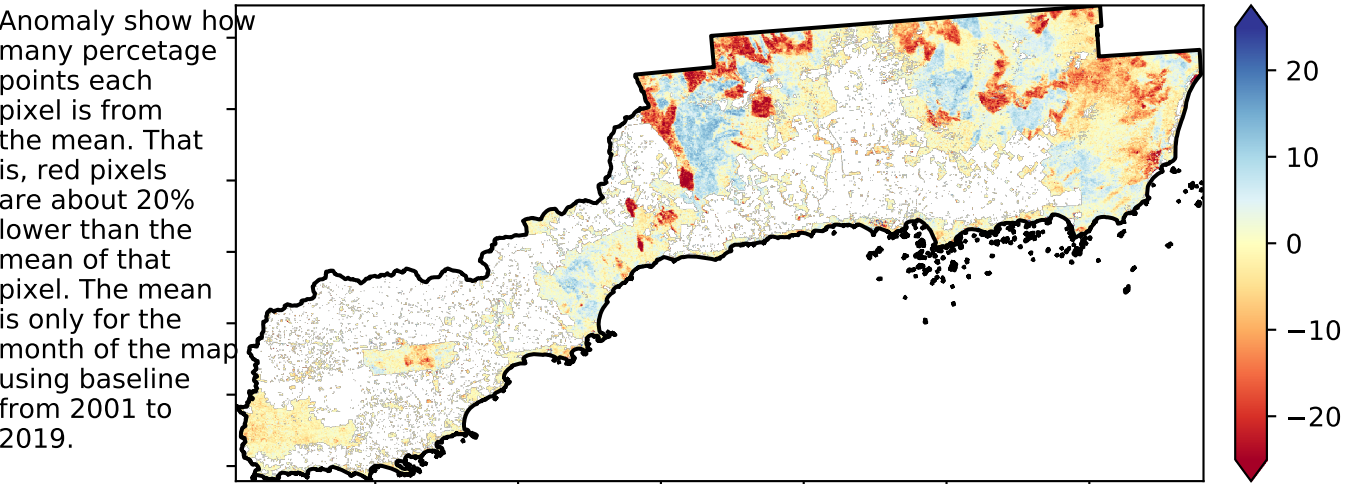 Anomaly show how
many percetage
points each
pixel is from
the mean. That
is, red pixels
are about 20%
lower than the
mean of that
pixel. The mean
is only for the
month of the map
using baseline
from 2001 to
2019.
20
10
0
−10
−20